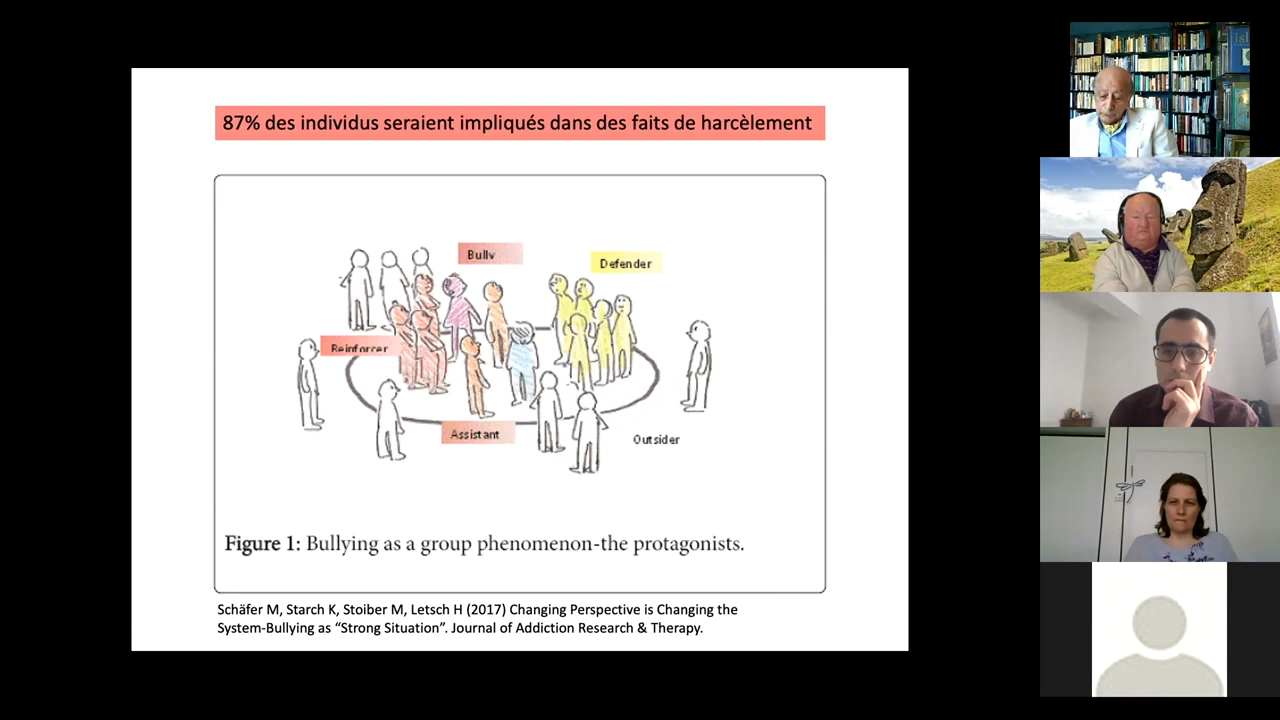 87% des individus seraient impliqués dans des faits de harcèlement
Bully
Defender
Reinforcer
Assistant
Outsider
Figure 1: Bullying as a group phenomenon-the protagonists.
Schäfer M, Starch K, Stoiber M, Letsch H (2017) Changing Perspective is Changing the
System-Bullying as “Strong Situation”. Journal of Addiction Research & Therapy.